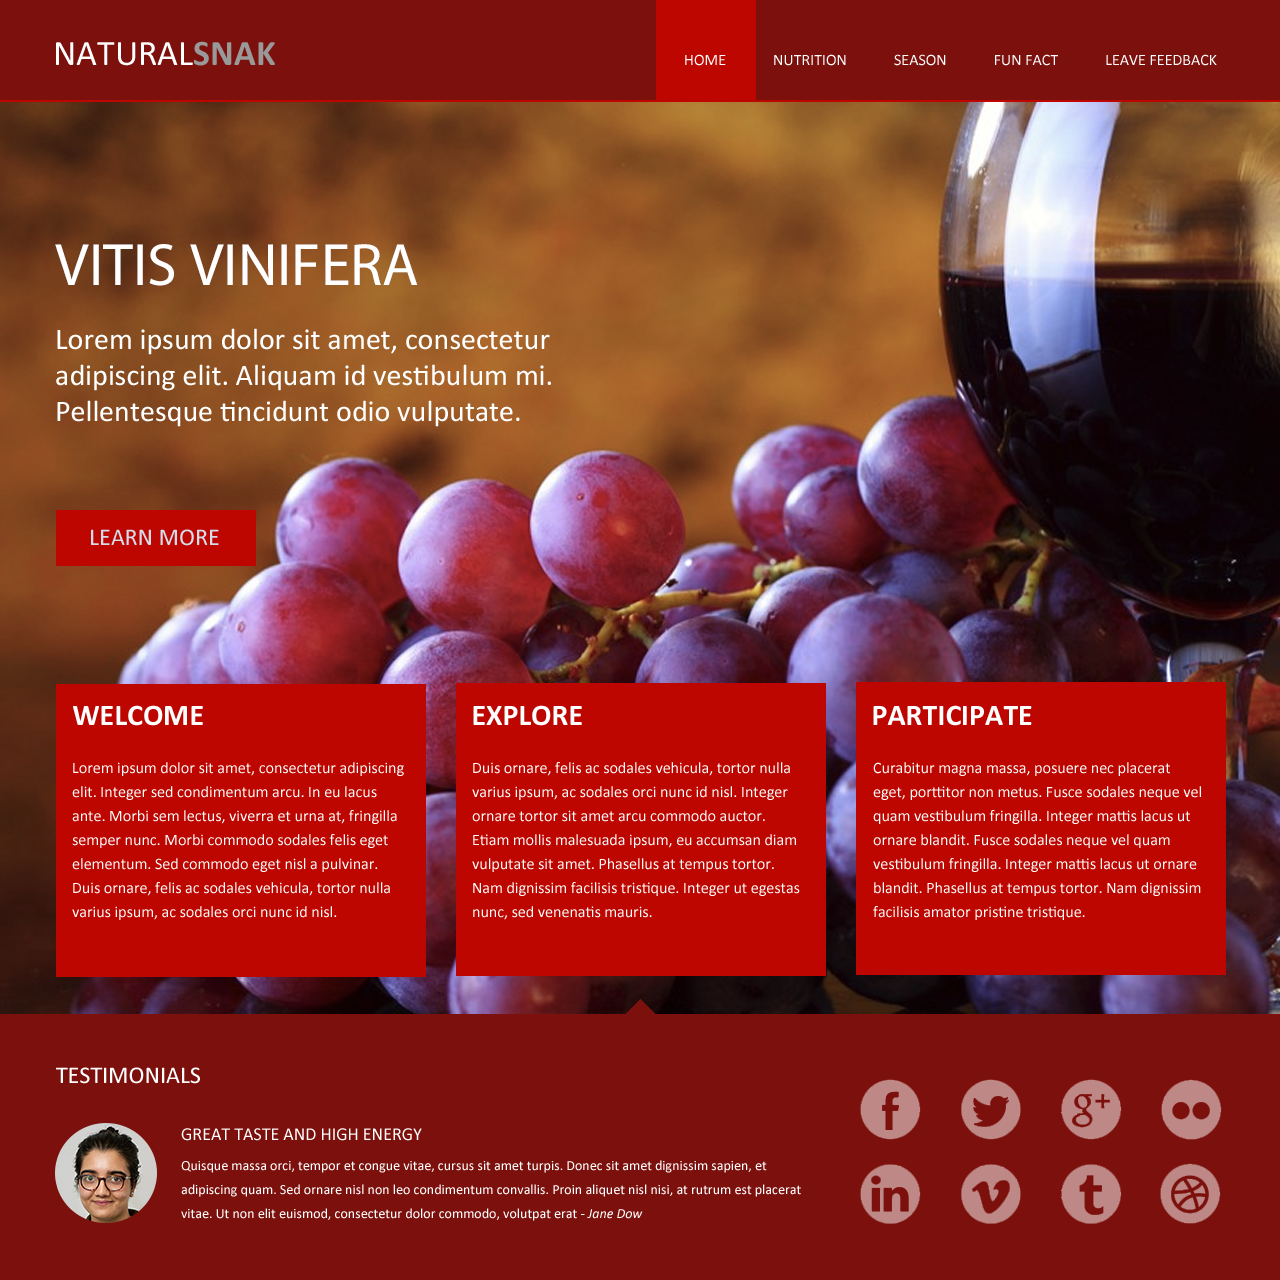 NATURALSNAK
HOME NUTRITION SEASON FUN FACT LEAVE FEEDBACK
VITIS VINIFERA
Lorem ipsum dolor sit amet, consectetur
adipiscing elit. Aliquam id vestibulum mi.
Pellentesque tincidunt odio vulputate.
LEARN MORE
WELCOME
Lorem ipsum dolor sit amet, consectetur adipiscing
elit. Integer sed condimentum arcu. In eu lacus
ante. Morbi sem lectus, viverra et urna at, fringilla
semper nunc. Morbi commodo sodales felis eget
elementum. Sed commodo eget nisl a pulvinar.
Duis ornare, felis ac sodales vehicula, tortor nulla
varius ipsum, ac sodales orci nunc id nisl.
EXPLORE
Duis ornare, felis ac sodales vehicula, tortor nulla
varius ipsum, ac sodales orci nunc id nisl. Integer
ornare tortor sit amet arcu commodo auctor.
Etiam mollis malesuada ipsum, eu accumsan diam
vulputate sit amet. Phasellus at tempus tortor.
Nam dignissim facilisis tristique. Integer ut egestas
nunc, sed venenatis mauris.
PARTICIPATE
Curabitur magna massa, posuere nec placerat
eget, porttitor non metus. Fusce sodales neque vel
quam vestibulum fringilla. Integer mattis lacus ut
ornare blandit. Fusce sodales neque vel quam
vestibulum fringilla. Integer mattis lacus ut ornare
blandit. Phasellus at tempus tortor. Nam dignissim
facilisis amator pristine tristique.
TESTIMONIALS
GREAT TASTE AND HIGH ENERGY
Quisque massa orci, tempor et congue vitae, cursus sit amet turpis. Donec sit amet dignissim sapien, et
adipiscing quam. Sed ornare nisl non leo condimentum convallis. Proin aliquet nisl nisi, at rutrum est placerat
vitae. Ut non elit euismod, consectetur dolor commodo, volutpat erat - Jane Dow
f g+
in v t